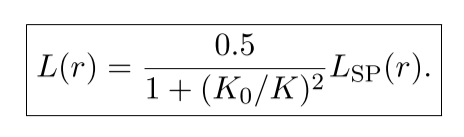 L(r) = \frac{0.5}{1 + (K_0/K)^2} L_{\mathrm{SP}}(r).